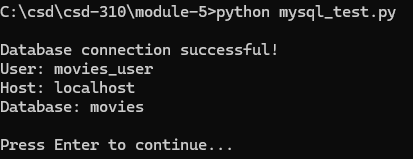 C:\csd\csd-310\module-5>python mysql_test.py
Database connection successful!
User: movies_user
Host: localhost
Database: movies
Press Enter to continue...